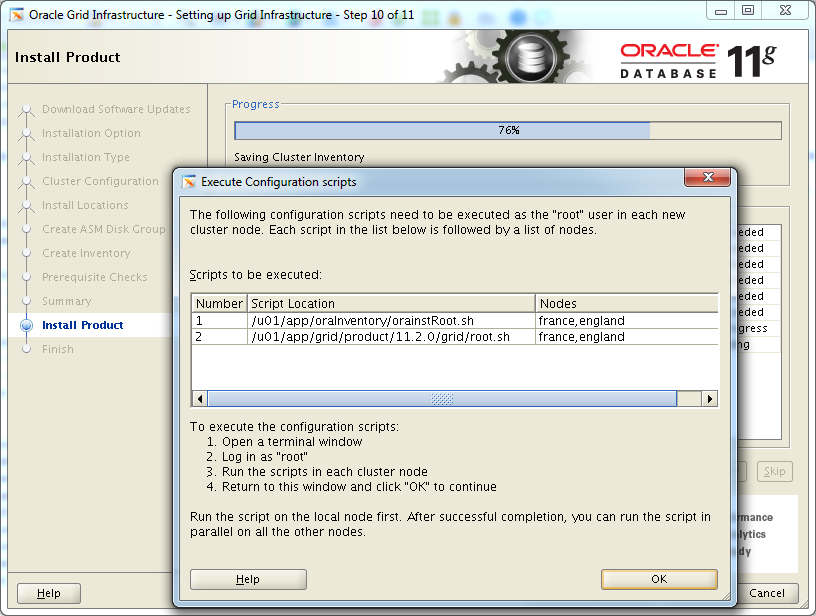 Oracle Grid Infrastructure - Setting up Grid Infrastructure - Step 10 of 11
Install Product
ORACLE
DATABASE 11g
Download Software Updates
Installation Option
Installation Type
Cluster Configuration
Install Locations
Create ASM Disk Group
Create Inventory
Prerequisite Checks
Summary
Install Product
Finish
Progress
76%
Saving Cluster Inventory
Execute Configuration scripts
The following configuration scripts need to be executed as the "root" user in each new
cluster node. Each script in the list below is followed by a list of nodes.
Scripts to be executed:
Number Script Location Nodes
1 /u01/app/oraInventory/orainstRoot.sh france,england
2 /u01/app/grid/product/11.2.0/grid/root.sh france,england
To execute the configuration scripts:
1. Open a terminal window
2. Log in as "root"
3. Run the scripts in each cluster node
4. Return to this window and click "OK" to continue
Run the script on the local node first. After successful completion, you can run the script in
parallel on all the other nodes.
Help
OK
eded
eded
eded
eded
eded
eded
gress
ng
Skip
rmance
lytics
dy
Help
Cancel